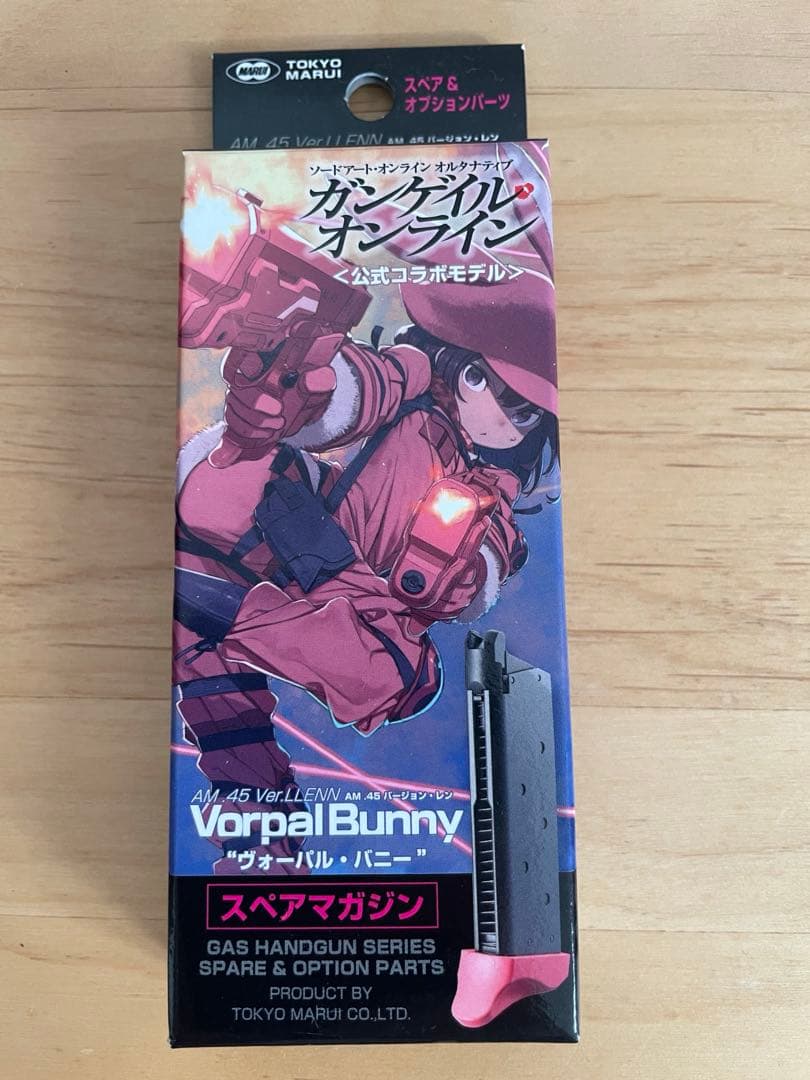 MARUI
TOKYO
MARUI
スペア&
オプションパーツ
AM .45 Ver.LLENN AM .45 バージョン・レン
ソードアート・オンライン オルタナティブ
ガンゲイル・
オンライン
<公式コラボモデル>
AM .45 Ver.LLENN AM .45 バージョン・レン
Vorpal Bunny
“ヴォーパル・バニー”
スペアマガジン
GAS HANDGUN SERIES
SPARE & OPTION PARTS
PRODUCT BY
TOKYO MARUI CO.,LTD.